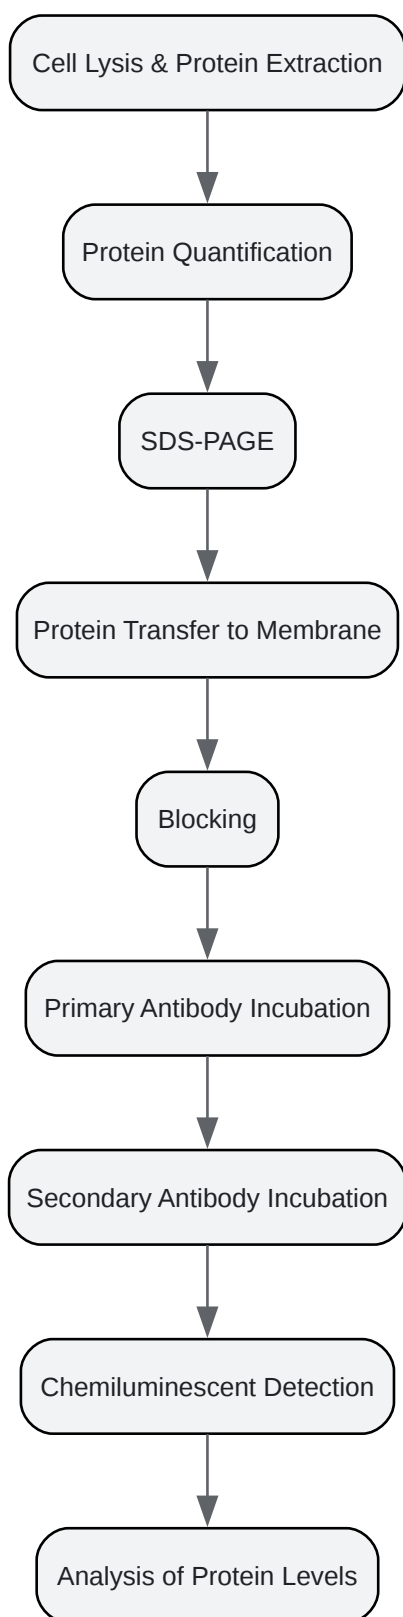 Cell Lysis & Protein Extraction
Protein Quantification
SDS-PAGE
Protein Transfer to Membrane
Blocking
Primary Antibody Incubation
Secondary Antibody Incubation
Chemiluminescent Detection
Analysis of Protein Levels